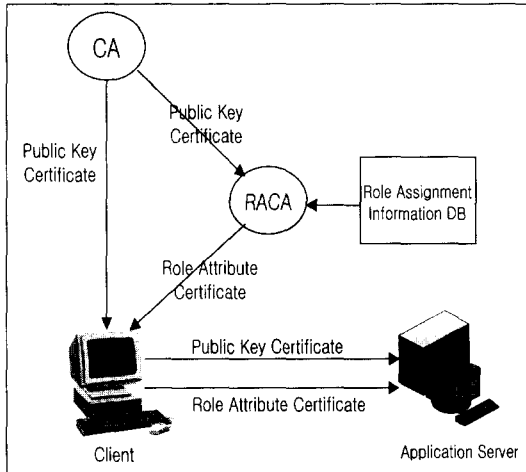 CA
Public Key
Certificate
Public Key
Certificate
RACA
Role Assignment
Information DB
Role Attribute
Certificate
Public Key Certificate
Role Attribute Certificate
Client
Application Server